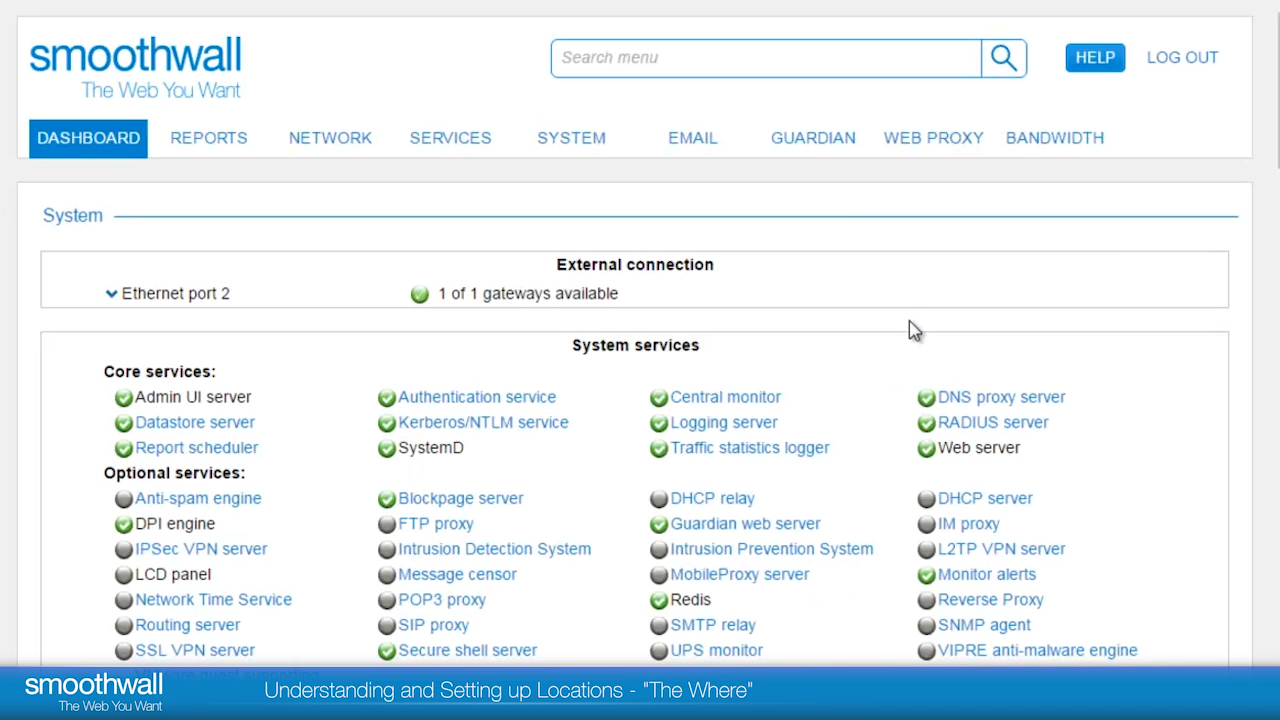 smoothwall
The Web You Want
Search menu
HELP
LOG OUT
DASHBOARD REPORTS NETWORK SERVICES SYSTEM EMAIL GUARDIAN WEB PROXY BANDWIDTH
System
External connection
Ethernet port 2 1 of 1 gateways available
System services
Core services:
Admin UI server Authentication service Central monitor DNS proxy server
Datastore server Kerberos/NTLM service Logging server RADIUS server
Report scheduler SystemD Traffic statistics logger Web server
Optional services:
Anti-spam engine Blockpage server DHCP relay DHCP server
DPI engine FTP proxy Guardian web server IM proxy
IPSec VPN server Intrusion Detection System Intrusion Prevention System L2TP VPN server
LCD panel Message censor MobileProxy server Monitor alerts
Network Time Service POP3 proxy Redis Reverse Proxy
Routing server SIP proxy SMTP relay SNMP agent
SSL VPN server Secure shell server UPS monitor VIPRE anti-malware engine
smoothwall
The Web You Want
Understanding and Setting up Locations - "The Where"